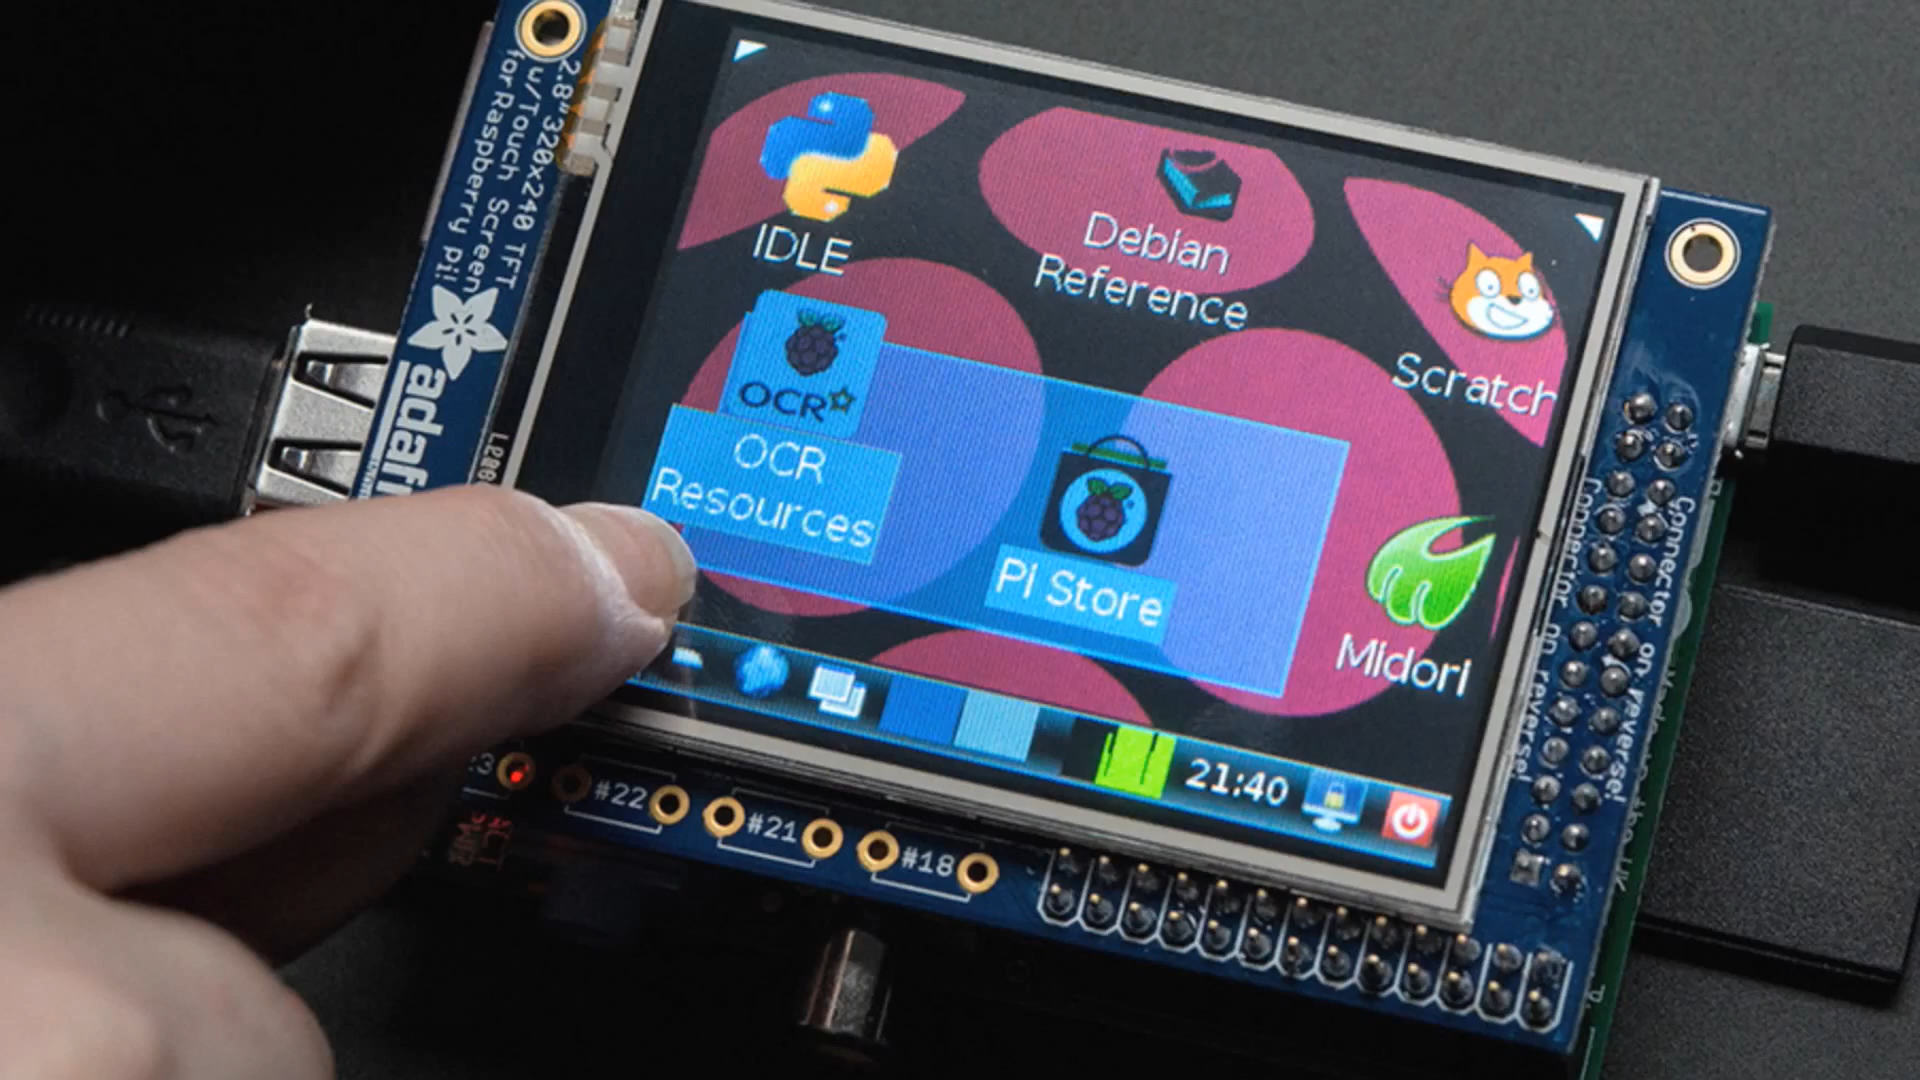 2.8" 320x240 TFT
w/Touch Screen
for Raspberry Pi!
adafr
IDLE
Debian
Reference
Scratch
OCR
OCR
Resources
Pi Store
Midori
21:40
#22
#21
#18
Connector on reverse!
Connector on reverse!